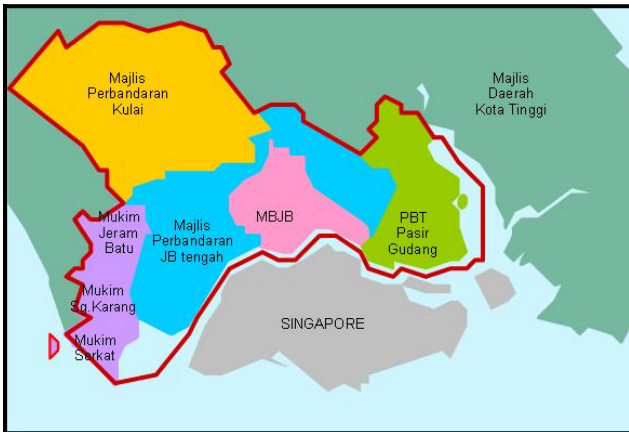 Majlis
Perbandaran
Kulai
Majlis
Daerah
Kota Tinggi
Mukim
Jeram
Batu
Majlis
Perbandaran
JB tengah
MBJB
PBT
Pasir
Gudang
Mukim
Sg.Karang
Mukim
Serkat
SINGAPORE